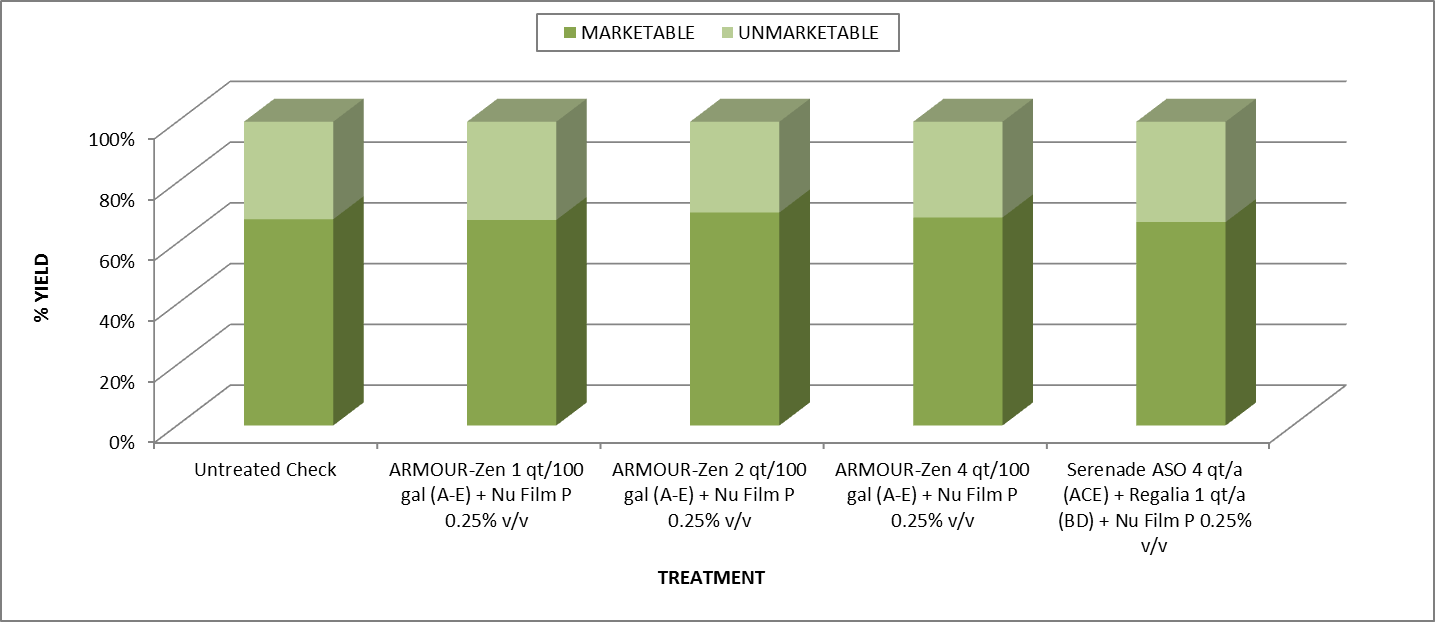 MARKETABLE UNMARKETABLE
100%
80%
60%
40%
20%
0%
% YIELD
Untreated Check
ARMOUR-Zen 1 qt/100
gal (A-E) + Nu Film P
0.25% v/v
ARMOUR-Zen 2 qt/100
gal (A-E) + Nu Film P
0.25% v/v
ARMOUR-Zen 4 qt/100
gal (A-E) + Nu Film P
0.25% v/v
Serenade ASO 4 qt/a
(ACE) + Regalia 1 qt/a
(BD) + Nu Film P 0.25%
v/v
TREATMENT